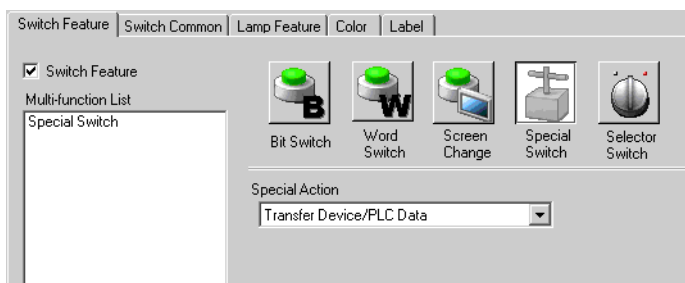 Switch Feature Switch Common Lamp Feature Color Label
Switch Feature
Multi-function List
Special Switch
B
W
Bit Switch
Word Switch
Screen Change
Special Switch
Selector Switch
Special Action
Transfer Device/PLC Data